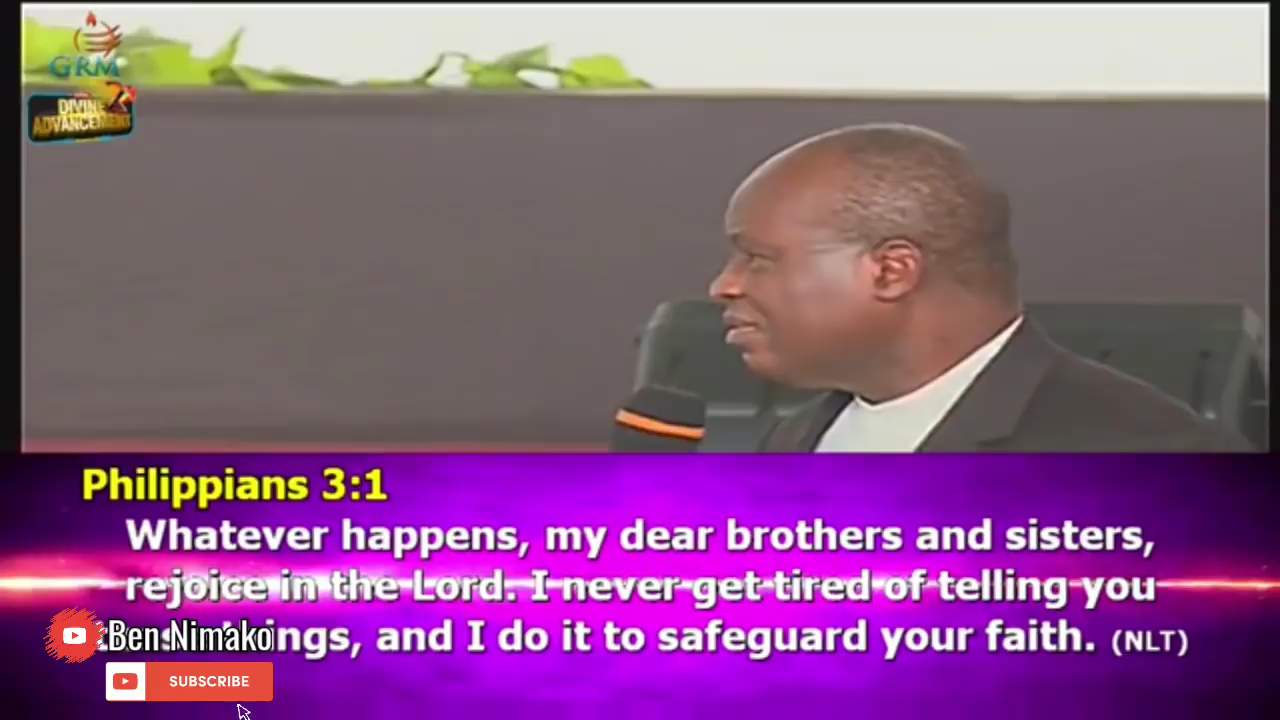 GRM
DIVINE
ADVANCEMENT
Philippians 3:1
Whatever happens, my dear brothers and sisters,
rejoice in the Lord. I never get tired of telling you
Ben Nimako
, and I do it to safeguard your faith. (NLT)
SUBSCRIBE